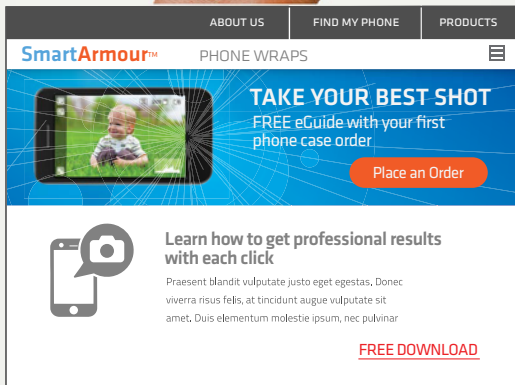 ABOUT US FIND MY PHONE PRODUCTS
SmartArmour™ PHONE WRAPS
TAKE YOUR BEST SHOT
FREE eGuide with your first
phone case order
Place an Order
Learn how to get professional results
with each click
Praesent blandit vulputate justo eget egestas. Donec
viverra risus felis, at tincidunt augue vulputate sit
amet. Duis elementum molestie ipsum, nec pulvinar
FREE DOWNLOAD